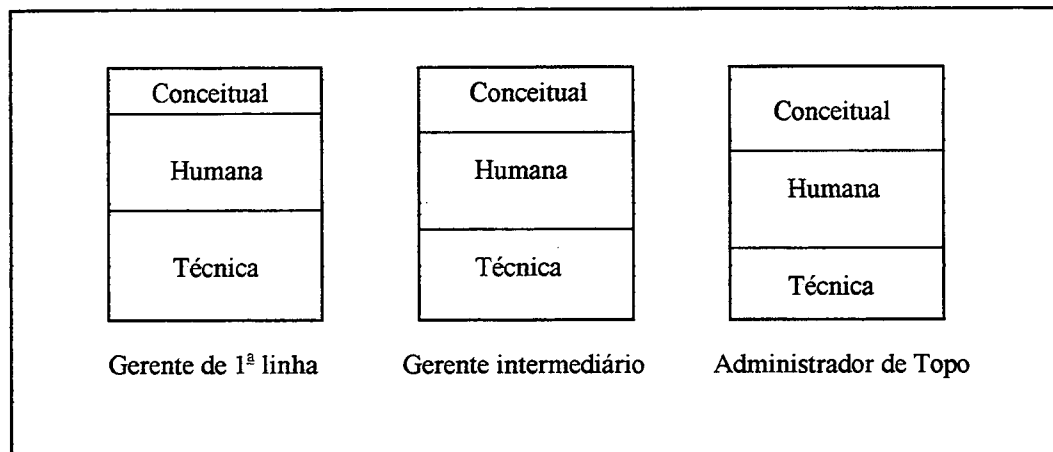 Conceitual
Humana
Técnica
Gerente de 1ª linha
Conceitual
Humana
Técnica
Gerente intermediário
Conceitual
Humana
Técnica
Administrador de Topo